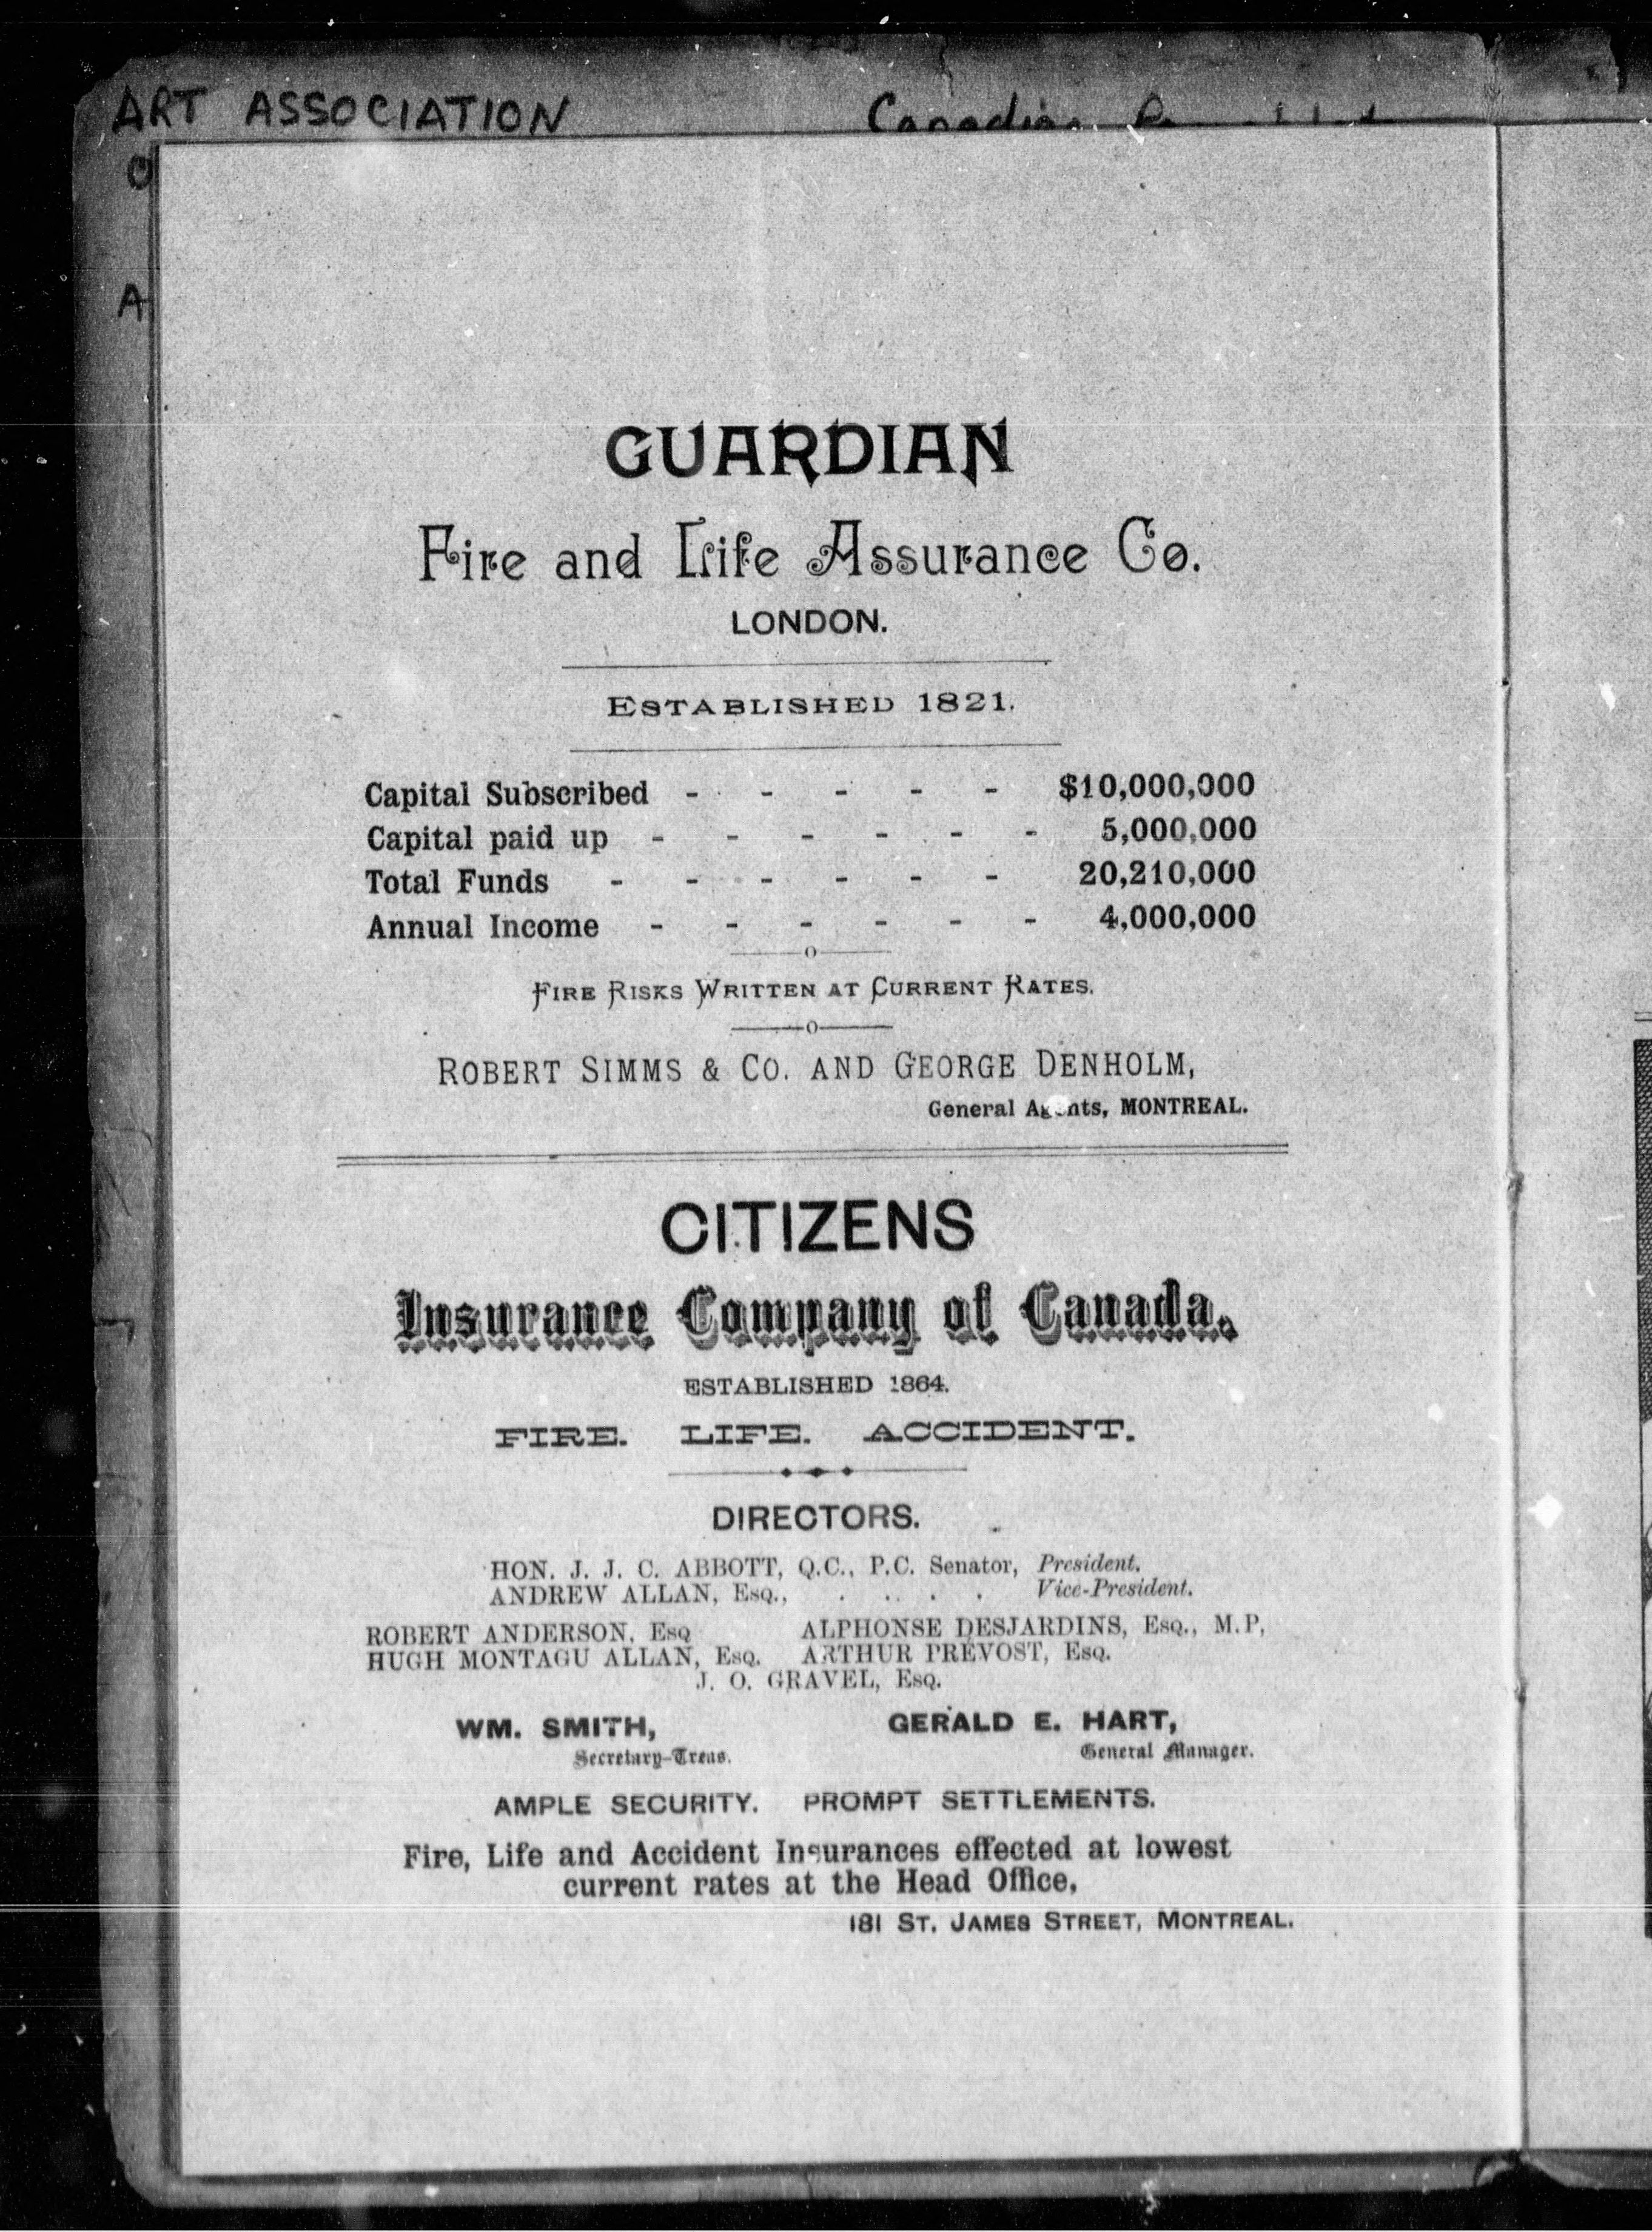 ART ASSOCIATION Canadian
O
A
GUARDIAN
Fire and Life Assurance Co.
LONDON.
ESTABLISHED 1821.
Capital Subscribed - - - - - $10,000,000
Capital paid up - - - - - - 5,000,000
Total Funds - - - - - - 20,210,000
Annual Income - - - - - - 4,000,000
FIRE RISKS WRITTEN AT CURRENT RATES.
ROBERT SIMMS & CO. AND GEORGE DENHOLM,
General Agents, MONTREAL.
CITIZENS
Insurance Company of Canada.
ESTABLISHED 1864.
FIRE. LIFE. ACCIDENT.
DIRECTORS.
HON. J. J. C. ABBOTT, Q.C., P.C. Senator, President.
ANDREW ALLAN, Esq., . . . . . Vice-President.
ROBERT ANDERSON, Esq ALPHONSE DESJARDINS, Esq., M.P,
HUGH MONTAGU ALLAN, Esq. ARTHUR PRÉVOST, Esq.
J. O. GRAVEL, Esq.
WM. SMITH, GERALD E. HART,
Secretary-Treas. General Manager.
AMPLE SECURITY. PROMPT SETTLEMENTS.
Fire, Life and Accident Insurances effected at lowest
current rates at the Head Office,
181 ST. JAMES STREET, MONTREAL.